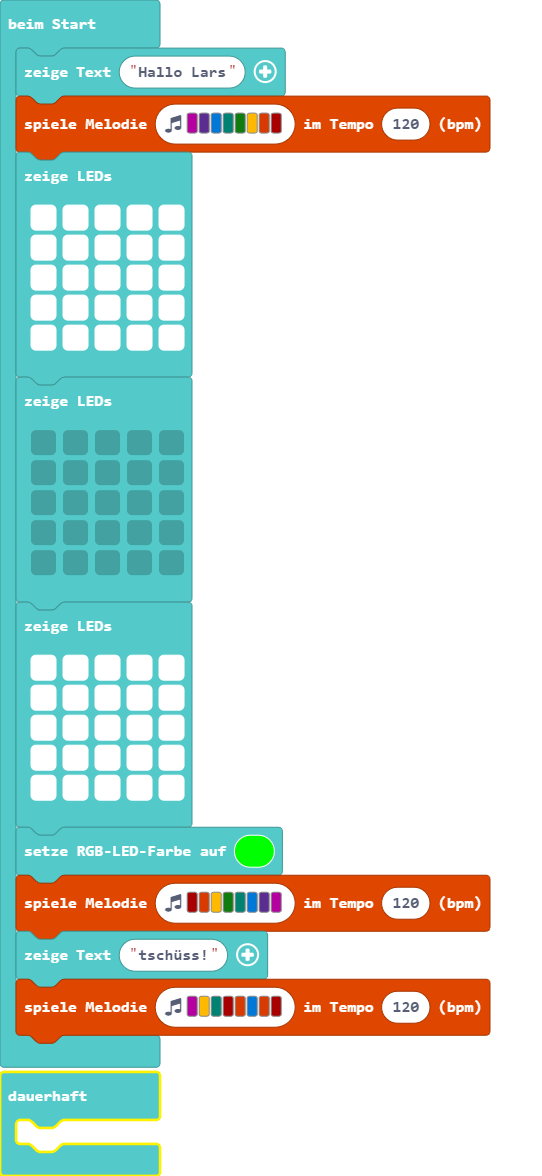 beim Start
zeige Text "Hallo Lars"
spiele Melodie im Tempo 120 (bpm)
zeige LEDs
zeige LEDs
zeige LEDs
setze RGB-LED-Farbe auf
spiele Melodie im Tempo 120 (bpm)
zeige Text "tschüss!"
spiele Melodie im Tempo 120 (bpm)
dauerhaft